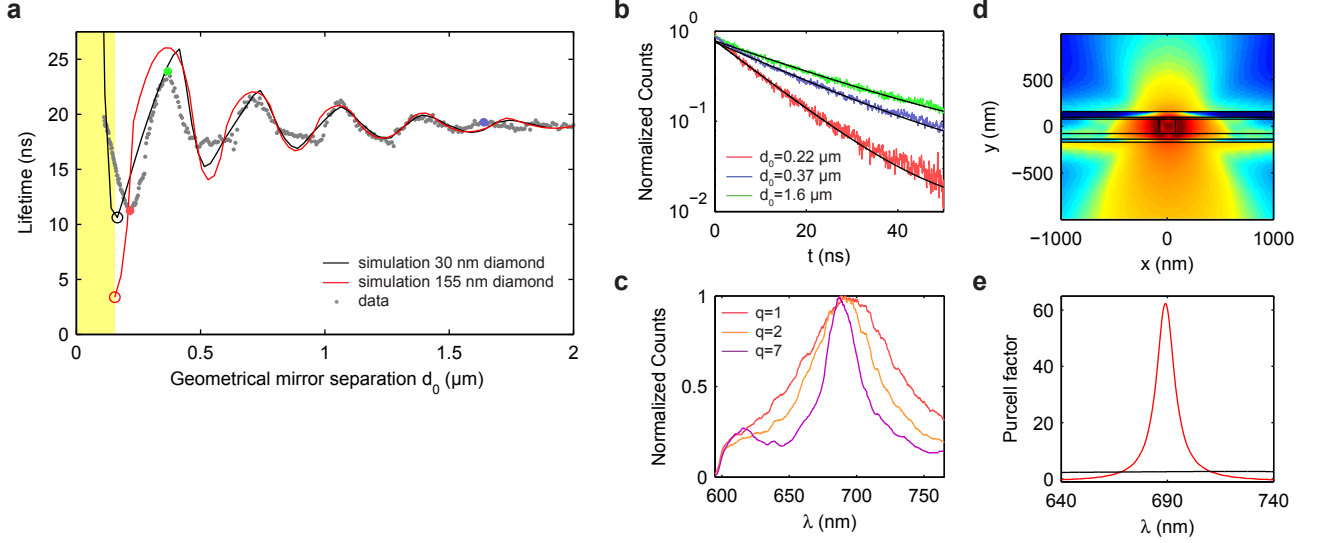 a
25
20
15
10
5
0
Lifetime (ns)
simulation 30 nm diamond
simulation 155 nm diamond
data
0 0.5 1 1.5 2
Geometrical mirror separation d₀ (µm)
b
10⁰
10⁻¹
10⁻²
Normalized Counts
d₀=0.22 µm
d₀=0.37 µm
d₀=1.6 µm
0 20 40
t (ns)
c
1
0.5
0
Normalized Counts
q=1
q=2
q=7
600 650 700 750
λ (nm)
d
500
0
−500
y (nm)
−1000 0 1000
x (nm)
e
60
40
20
0
Purcell factor
640 690 740
λ (nm)